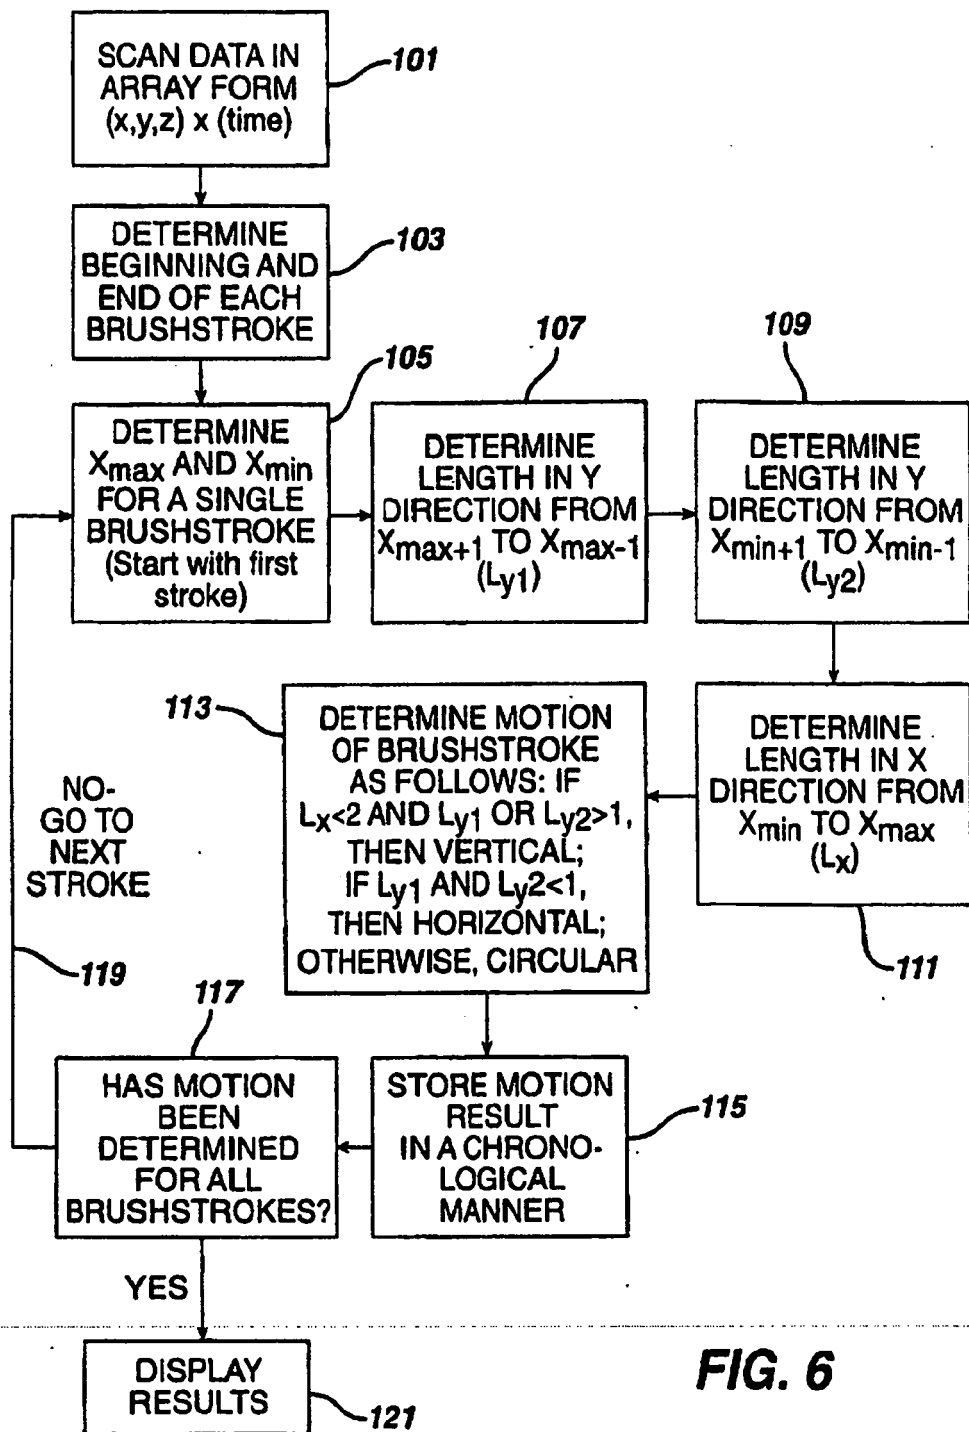 SCAN DATA IN
ARRAY FORM
(x,y,z) x (time)
101
DETERMINE
BEGINNING AND
END OF EACH
BRUSHSTROKE
103
DETERMINE
Xmax AND Xmin
FOR A SINGLE
BRUSHSTROKE
(Start with first
stroke)
105
DETERMINE
LENGTH IN Y
DIRECTION FROM
Xmax+1 TO Xmax-1
(Ly1)
107
DETERMINE
LENGTH IN Y
DIRECTION FROM
Xmin+1 TO Xmin-1
(Ly2)
109
DETERMINE
LENGTH IN X
DIRECTION FROM
Xmin TO Xmax
(Lx)
111
DETERMINE MOTION
OF BRUSHSTROKE
AS FOLLOWS: IF
Lx<2 AND Ly1 OR Ly2>1,
THEN VERTICAL;
IF Ly1 AND Ly2<1,
THEN HORIZONTAL;
OTHERWISE, CIRCULAR
113
STORE MOTION
RESULT
IN A CHRONO-
LOGICAL
MANNER
115
HAS MOTION
BEEN
DETERMINED
FOR ALL
BRUSHSTROKES?
117
NO-
GO TO
NEXT
STROKE
119
YES
DISPLAY
RESULTS
121
FIG. 6